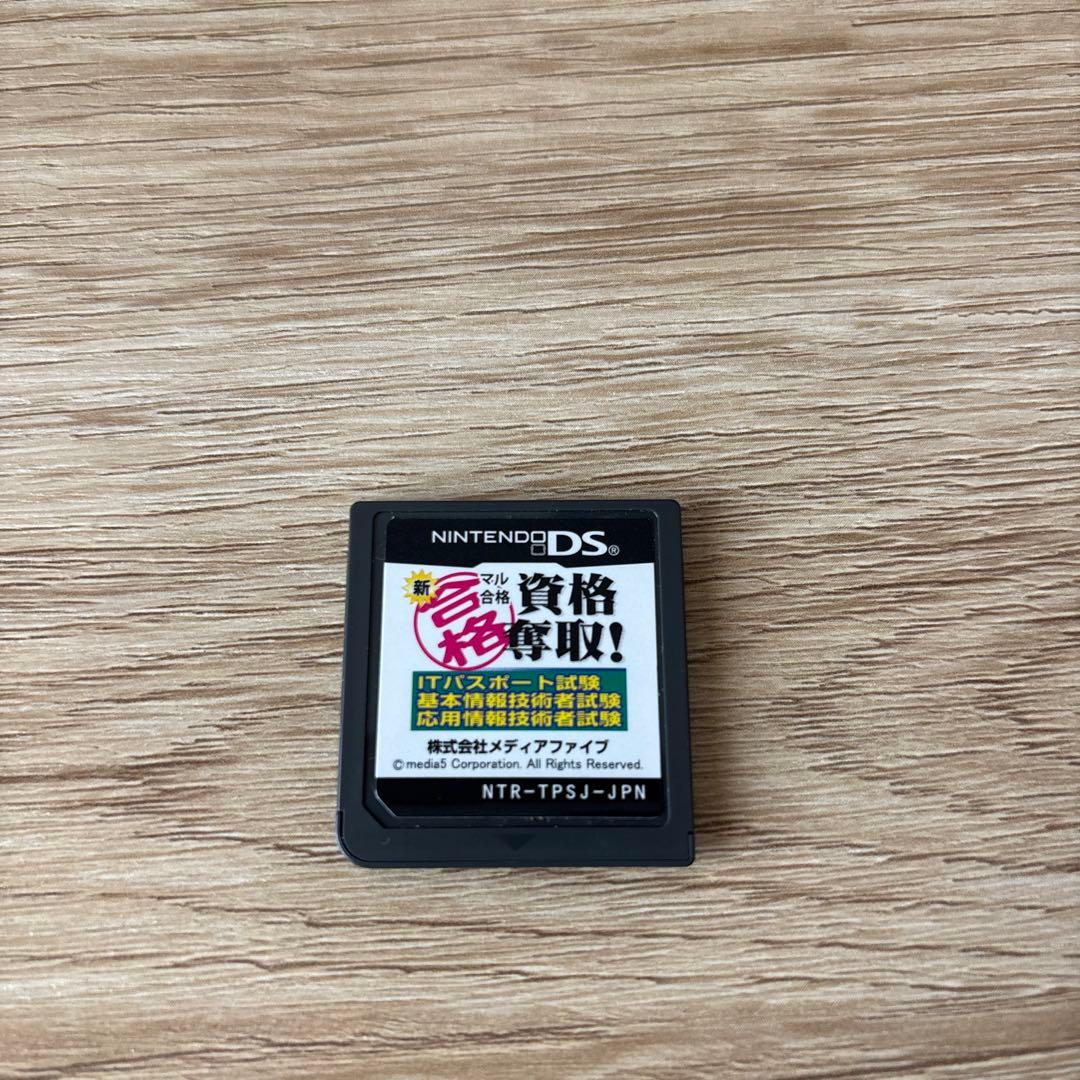 NINTENDO DS®
新
合格
マル合格
資格
奪取!
ITパスポート試験
基本情報技術者試験
応用情報技術者試験
株式会社メディアファイブ
©media5 Corporation. All Rights Reserved.
NTR-TPSJ-JPN